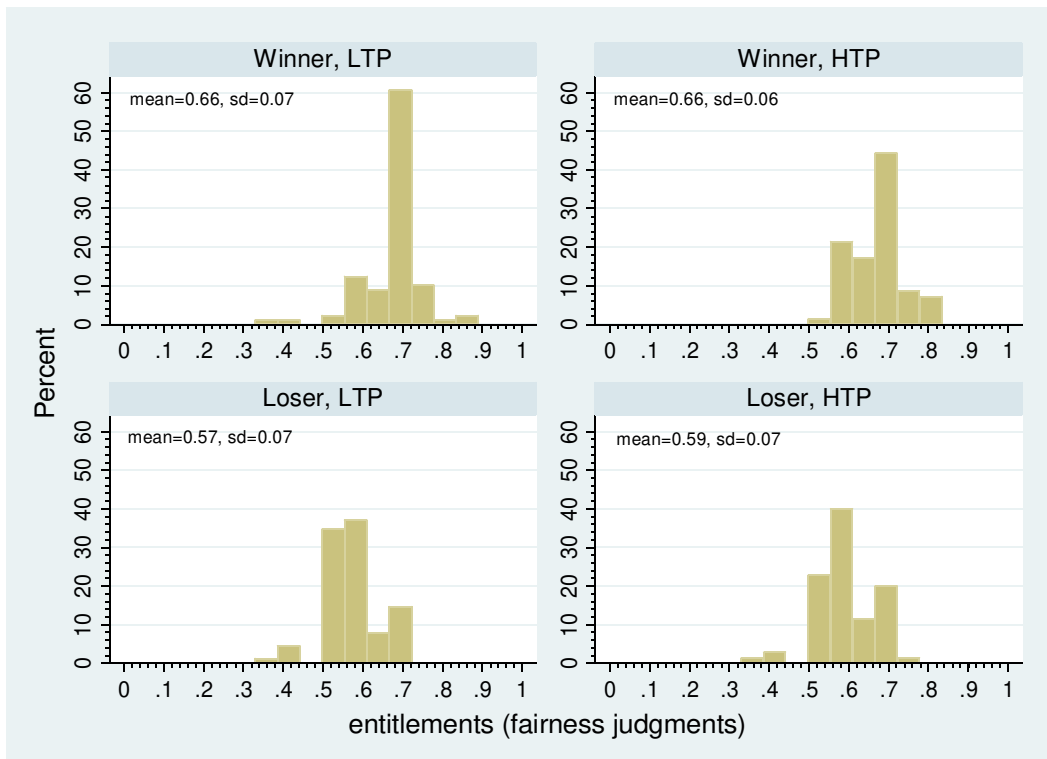 Winner, LTP
Winner, HTP
mean=0.66, sd=0.07
mean=0.66, sd=0.06
60
50
40
30
20
10
0
60
50
40
30
20
10
0
0 .1 .2 .3 .4 .5 .6 .7 .8 .9 1
0 .1 .2 .3 .4 .5 .6 .7 .8 .9 1
Percent
Loser, LTP
Loser, HTP
mean=0.57, sd=0.07
mean=0.59, sd=0.07
60
50
40
30
20
10
0
60
50
40
30
20
10
0
0 .1 .2 .3 .4 .5 .6 .7 .8 .9 1
0 .1 .2 .3 .4 .5 .6 .7 .8 .9 1
entitlements (fairness judgments)